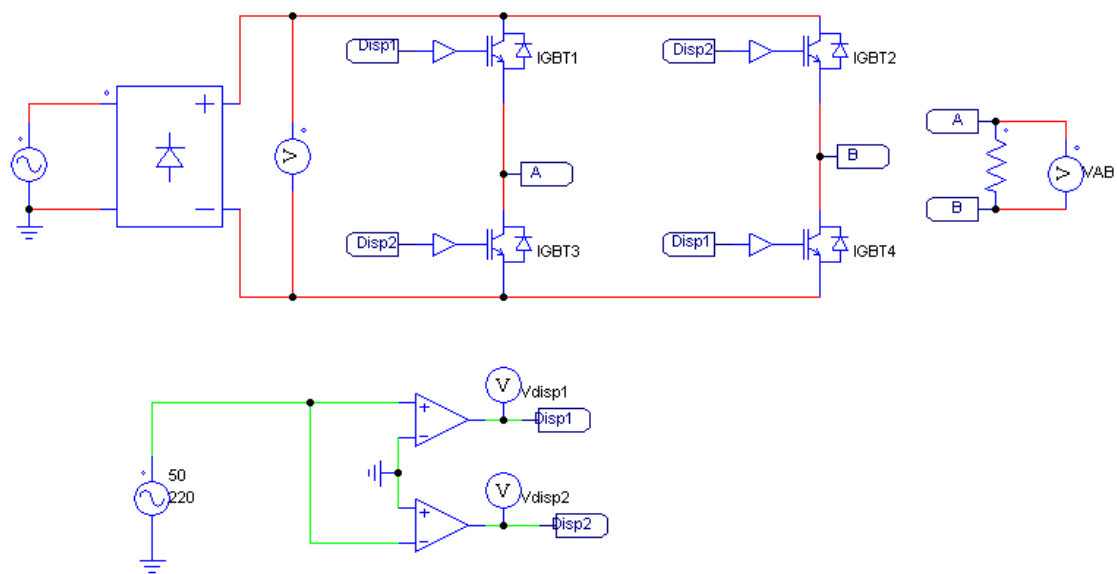 Disp1
IGBT1
Disp2
IGBT2
V
A
B
A
V
VAB
B
Disp2
IGBT3
Disp1
IGBT4
V
Vdisp1
Disp1
50
220
V
Vdisp2
Disp2